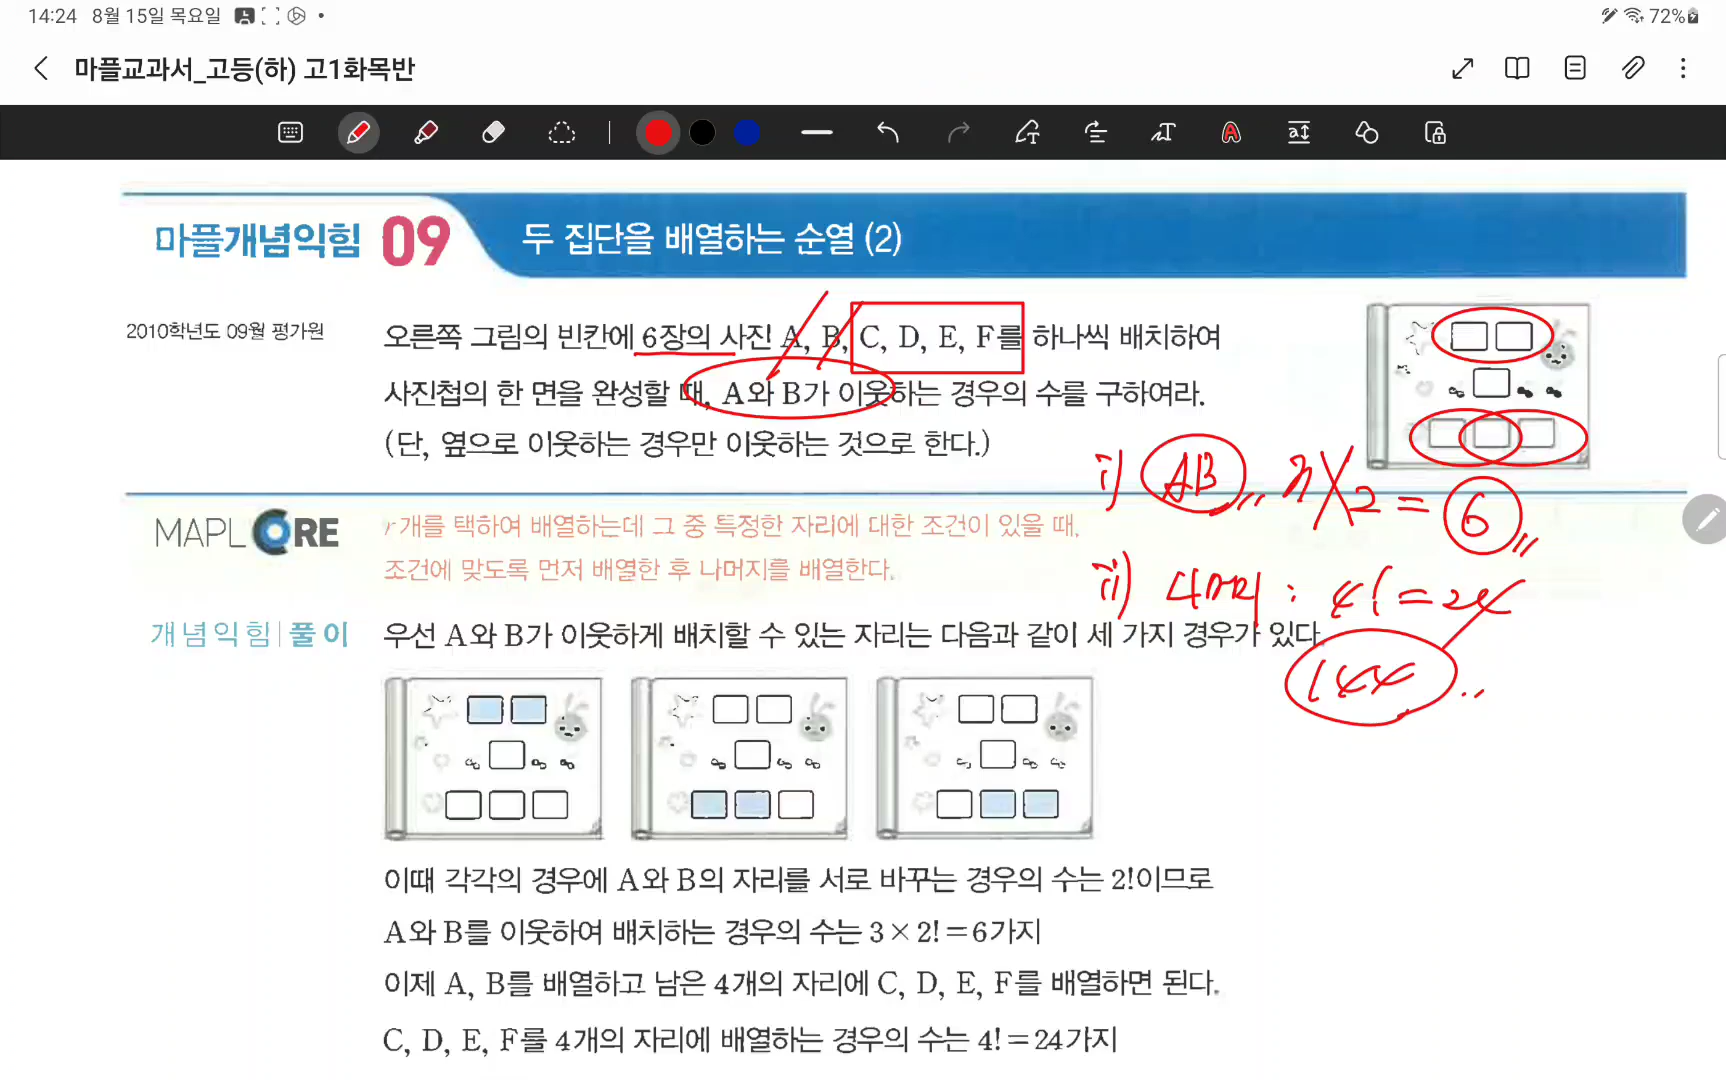 14:24 8월 15일 목요일
72%
마플교과서_고등(하) 고1화목반
마플개념익힘 09 두 집단을 배열하는 순열 (2)
2010학년도 09월 평가원
오른쪽 그림의 빈칸에 6장의 사진 A, B, C, D, E, F를 하나씩 배치하여
사진첩의 한 면을 완성할 때, A와 B가 이웃하는 경우의 수를 구하여라.
(단, 옆으로 이웃하는 경우만 이웃하는 것으로 한다.)
i) AB 3×2 = 6
MAPL CORE
r개를 택하여 배열하는데 그 중 특정한 자리에 대한 조건이 있을 때,
조건에 맞도록 먼저 배열한 후 나머지를 배열한다.
ii) 나머지 : 4! = 24
144
개념익힘 | 풀이
우선 A와 B가 이웃하게 배치할 수 있는 자리는 다음과 같이 세 가지 경우가 있다.
이때 각각의 경우에 A와 B의 자리를 서로 바꾸는 경우의 수는 2!이므로
A와 B를 이웃하여 배치하는 경우의 수는 3 × 2! = 6가지
이제 A, B를 배열하고 남은 4개의 자리에 C, D, E, F를 배열하면 된다.
C, D, E, F를 4개의 자리에 배열하는 경우의 수는 4! = 24가지